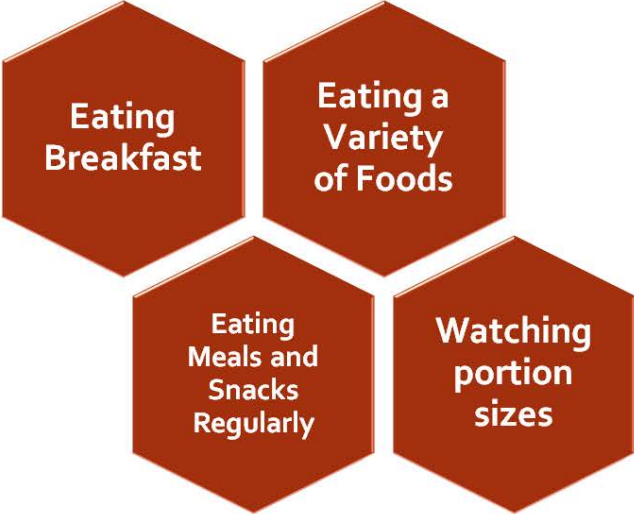 Eating
Breakfast
Eating a
Variety
of Foods
Eating
Meals and
Snacks
Regularly
Watching
portion
sizes